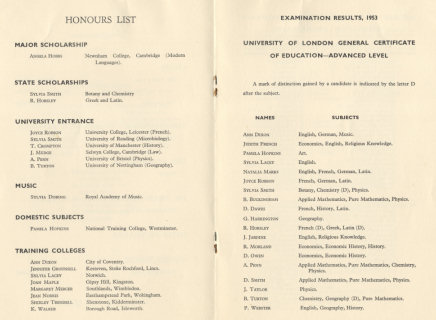 HONOURS LIST
MAJOR SCHOLARSHIP
ANGELA HOBBS Newnham College, Cambridge (Modern
Languages).
STATE SCHOLARSHIPS
SYLVIA SMITH Botany and Chemistry
R. HORSLEY Greek and Latin.
UNIVERSITY ENTRANCE
JOYCE ROBSON University College, Leicester (French).
SYLVIA SMITH University of Reading (Microbiology).
T. CRAMPTON University of Manchester (History).
J. MUDGE Selwyn College, Cambridge (Law).
A. PENN University of Bristol (Physics).
B. TURTON University of Nottingham (Geography).
MUSIC
SYLVIA Royal Academy of Music.
DOMESTIC SUBJECTS
PAMELA HOPKINS National Training College, Westminster.
TRAINING COLLEGES
ANN DIXON City of Coventry.
JENNIFER Kesteven, Stoke Rochford, Lincs.
SYLVIA LACEY Norwich.
JOAN MAPLE Gipsy Hill, Kingston.
MARGARET MERCER Southlands, Wimbledon.
JEAN NORRIS Easthampstead Park, Wokingham.
SHIRLEY Homerton, Cambridge.
K. WALKER Borough Road, Isleworth.
EXAMINATION RESULTS, 1953
UNIVERSITY OF LONDON GENERAL CERTIFICATE
OF EDUCATION—ADVANCED LEVEL
A mark of distinction gained by a candidate is indicated by the letter D
after the subject.
NAMES SUBJECTS
ANN DIXON English, German, Music.
JUDITH FRENCH Economics, English, Religious Knowledge.
PAMELA HOPKINS Art.
SYLVIA LACEY English.
NATALIA MARKS English, French, German, Latin.
JOYCE ROBSON French, German, Latin.
SYLVIA SMITH Botany, Chemistry (D), Physics.
B. BUCKINGHAM Applied Mathematics, Pure Mathematics, Physics.
D. DAWES French, History, Latin.
G. HARRINGTON Geography.
R. HORSLEY French (D), Greek, Latin (D).
I. JARDINE English, Religious Knowledge.
R. MORLAND Economics, Economic History, History.
D. OWEN Economics, Economic History.
A. PENN Applied Mathematics, Pure Mathematics, Chemistry,
Physics.
D. SMITH Applied Mathematics, Pure Mathematics, Physics.
J. TAYLOR Physics.
B. TURTON Chemistry, Geography (D), Pure Mathematics.
P. WEBSTER English, Geography, History.